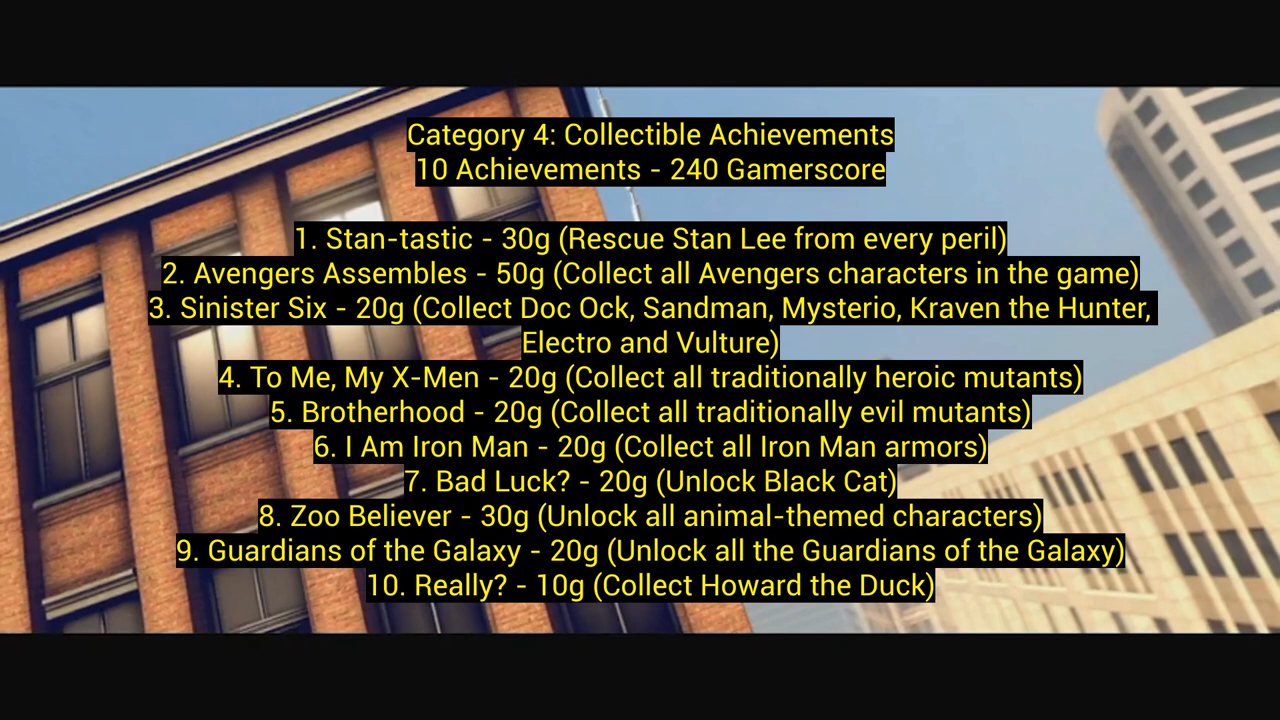 Category 4: Collectible Achievements
10 Achievements - 240 Gamerscore
1. Stan-tastic - 30g (Rescue Stan Lee from every peril)
2. Avengers Assembles - 50g (Collect all Avengers characters in the game)
3. Sinister Six - 20g (Collect Doc Ock, Sandman, Mysterio, Kraven the Hunter,
Electro and Vulture)
4. To Me, My X-Men - 20g (Collect all traditionally heroic mutants)
5. Brotherhood - 20g (Collect all traditionally evil mutants)
6. I Am Iron Man - 20g (Collect all Iron Man armors)
7. Bad Luck? - 20g (Unlock Black Cat)
8. Zoo Believer - 30g (Unlock all animal-themed characters)
9. Guardians of the Galaxy - 20g (Unlock all the Guardians of the Galaxy)
10. Really? - 10g (Collect Howard the Duck)